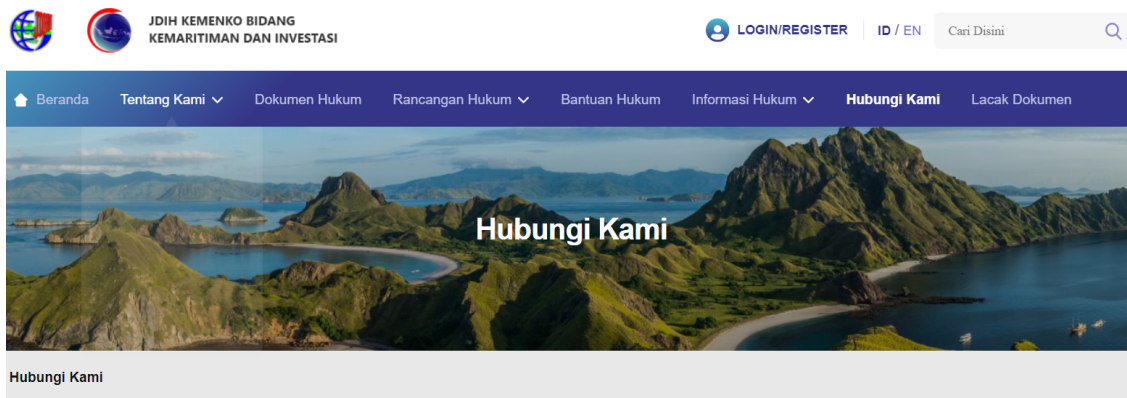 JDIH KEMENKO BIDANG
KEMARITIMAN DAN INVESTASI
LOGIN/REGISTER
ID / EN
Cari Disini
Beranda
Tentang Kami
Dokumen Hukum
Rancangan Hukum
Bantuan Hukum
Informasi Hukum
Hubungi Kami
Lacak Dokumen
Hubungi Kami
Hubungi Kami